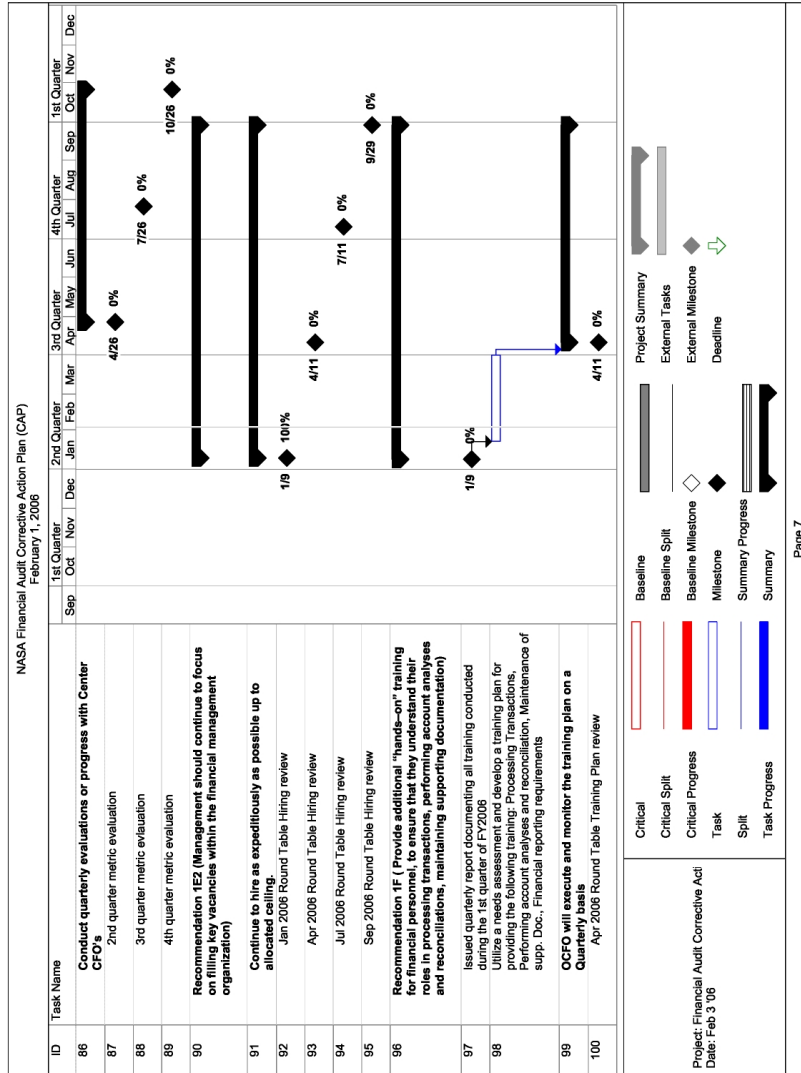 NASA Financial Audit Corrective Action Plan (CAP)
February 1, 2006
ID
Task Name
1st Quarter
2nd Quarter
3rd Quarter
4th Quarter
1st Quarter
Sep
Oct
Nov
Dec
Jan
Feb
Mar
Apr
May
Jun
Jul
Aug
Sep
Oct
Nov
Dec
86
Conduct quarterly evaluations or progress with Center
CFO's
87
2nd quarter metric evaluation
4/26
0%
88
3rd quarter metric evlauation
7/26
0%
89
4th quarter metric evaluation
10/26
0%
90
Recommendation 1E2 (Management should continue to focus
on filling key vacancies within the financial management
organization)
91
Continue to hire as expeditiously as possible up to
allocated ceiling.
92
Jan 2006 Round Table Hiring review
1/9
100%
93
Apr 2006 Round Table Hiring review
4/11
0%
94
Jul 2006 Round Table Hiring review
7/11
0%
95
Sep 2006 Round Table Hiring review
9/29
0%
96
Recommendation 1F ( Provide additional "hands–on" training
for financial personnel, to ensure that they understand their
roles in processing transactions, performing account analyses
and reconciliations, maintaining supporting documentation)
97
Issued quarterly report documenting all training conducted
during the 1st quarter of FY2006
1/9
0%
98
Utilize a needs assessment and develop a training plan for
providing the following training: Processing Transactions,
Performing account analyses and reconciliation, Maintenance of
supp. Doc., Financial reporting requirements
99
OCFO will execute and monitor the training plan on a
Quarterly basis
100
Apr 2006 Round Table Training Plan review
4/11
0%
Project: Financial Audit Corrective Acti
Date: Feb 3 '06
Critical
Critical Split
Critical Progress
Task
Split
Task Progress
Baseline
Baseline Split
Baseline Milestone
Milestone
Summary Progress
Summary
Project Summary
External Tasks
External Milestone
Deadline
Page 7